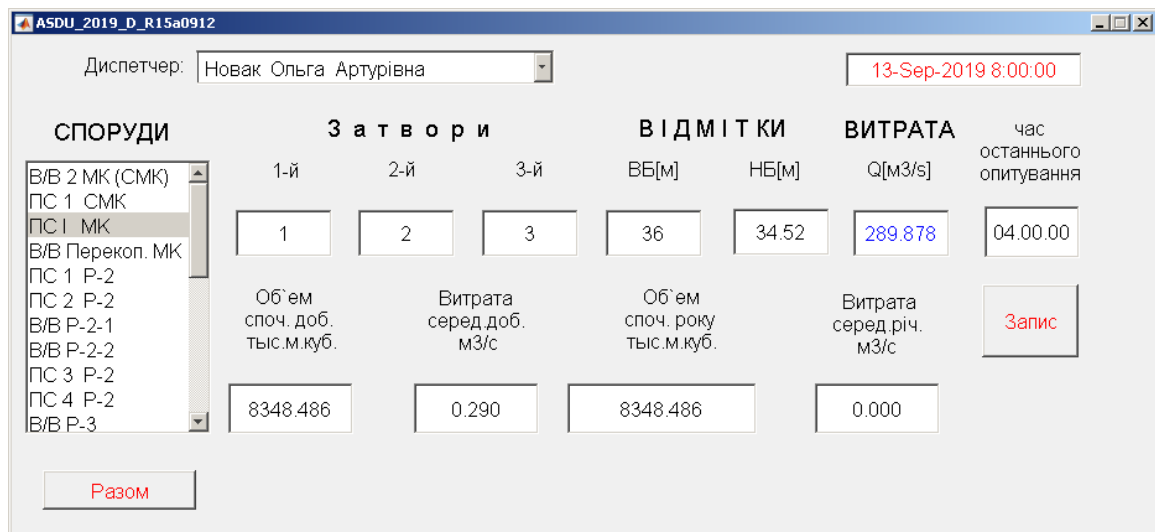 ASDU_2019_D_R15a0912
Диспетчер: Новак Ольга Артурівна 13-Sep-2019 8:00:00
СПОРУДИ Затвори ВІДМІТКИ ВИТРАТА час останнього опитування
1-й 2-й 3-й ВБ[м] НБ[м] Q[м3/s]
1 2 3 36 34.52 289.878 04.00.00
В/В 2 МК (СМК)
ПС 1 СМК
ПС I МК
В/В Перекоп. МК
ПС 1 Р-2
ПС 2 Р-2
В/В Р-2-1
В/В Р-2-2
ПС 3 Р-2
ПС 4 Р-2
В/В Р-3
Об`ем
споч. доб.
тыс.м.куб.
Витрата
серед.доб.
м3/с
Об`ем
споч. року
тыс.м.куб.
Витрата
серед.річ.
м3/с
Запис
8348.486 0.290 8348.486 0.000
Разом